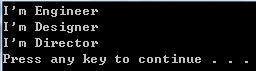 I'm Engineer
I'm Designer
I'm Director
Press any key to continue . . .